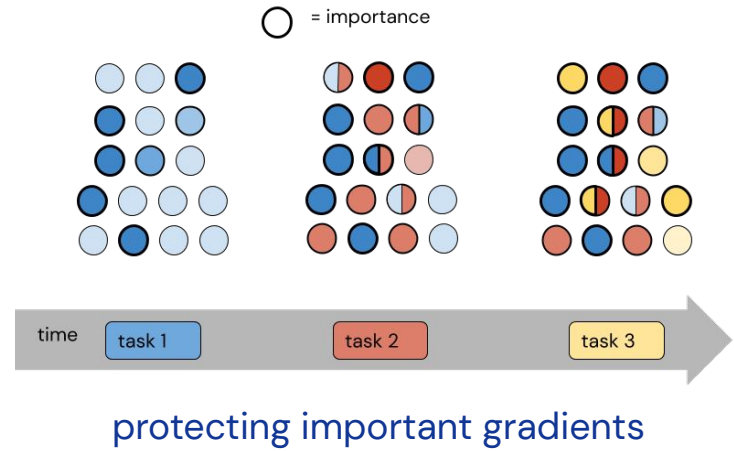 = importance
time
task 1
task 2
task 3
protecting important gradients